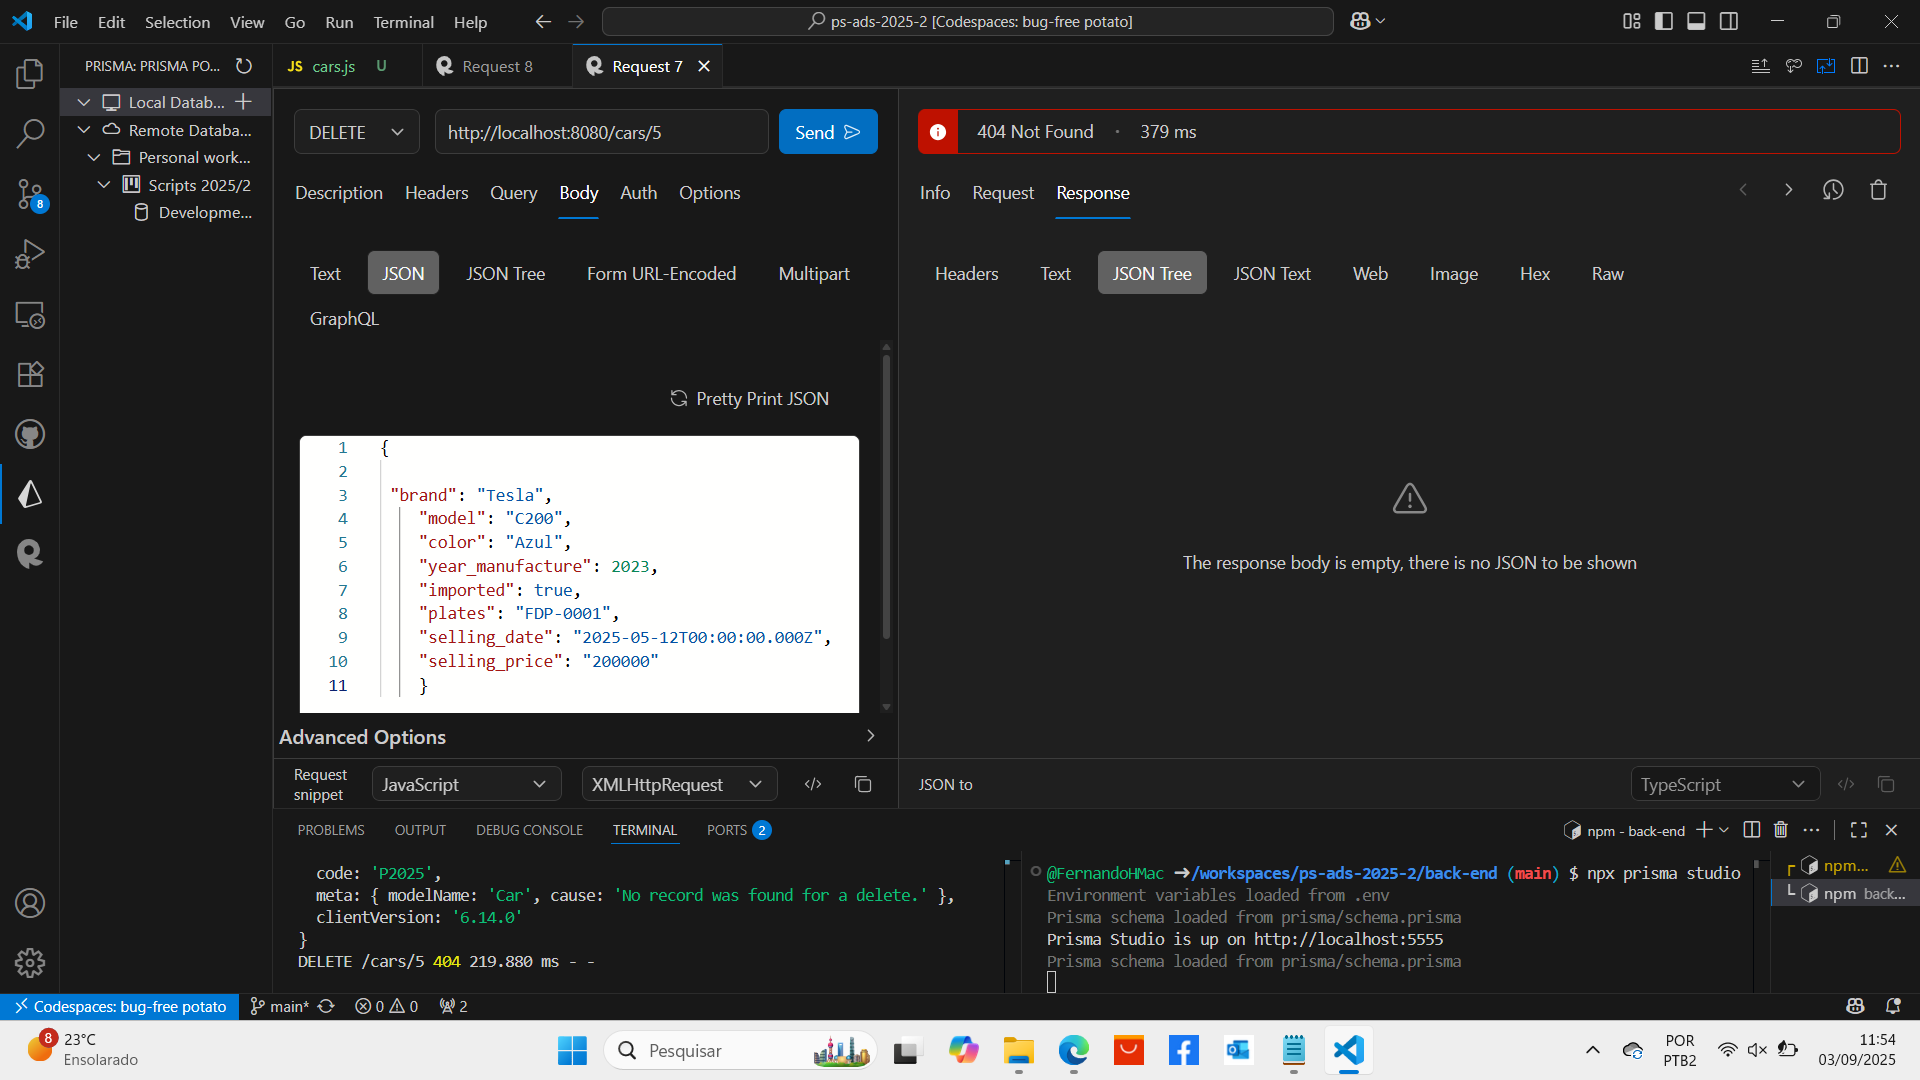 File Edit Selection View Go Run Terminal Help
ps-ads-2025-2 [Codespaces: bug-free potato]
PRISMA: PRISMA PO...
JS cars.js U
Request 8
Request 7
Local Datab...
Remote Databa...
Personal work...
Scripts 2025/2
Developme...
8
DELETE
http://localhost:8080/cars/5
Send
404 Not Found · 379 ms
Description Headers Query Body Auth Options
Info Request Response
Text JSON JSON Tree Form URL-Encoded Multipart
GraphQL
Headers Text JSON Tree JSON Text Web Image Hex Raw
Pretty Print JSON
1 {
2
3 "brand": "Tesla",
4 "model": "C200",
5 "color": "Azul",
6 "year_manufacture": 2023,
7 "imported": true,
8 "plates": "FDP-0001",
9 "selling_date": "2025-05-12T00:00:00.000Z",
10 "selling_price": "200000"
11 }
The response body is empty, there is no JSON to be shown
Advanced Options
Request snippet
JavaScript
XMLHttpRequest
JSON to
TypeScript
PROBLEMS OUTPUT DEBUG CONSOLE TERMINAL PORTS 2
npm - back-end
code: 'P2025',
meta: { modelName: 'Car', cause: 'No record was found for a delete.' },
clientVersion: '6.14.0'
}
DELETE /cars/5 404 219.880 ms - -
@FernandoHMac ➜/workspaces/ps-ads-2025-2/back-end (main) $ npx prisma studio
Environment variables loaded from .env
Prisma schema loaded from prisma/schema.prisma
Prisma Studio is up on http://localhost:5555
Prisma schema loaded from prisma/schema.prisma
npm...
npm back...
Codespaces: bug-free potato
main*
0 0
2
8
23°C
Ensolarado
Pesquisar
POR
PTB2
11:54
03/09/2025